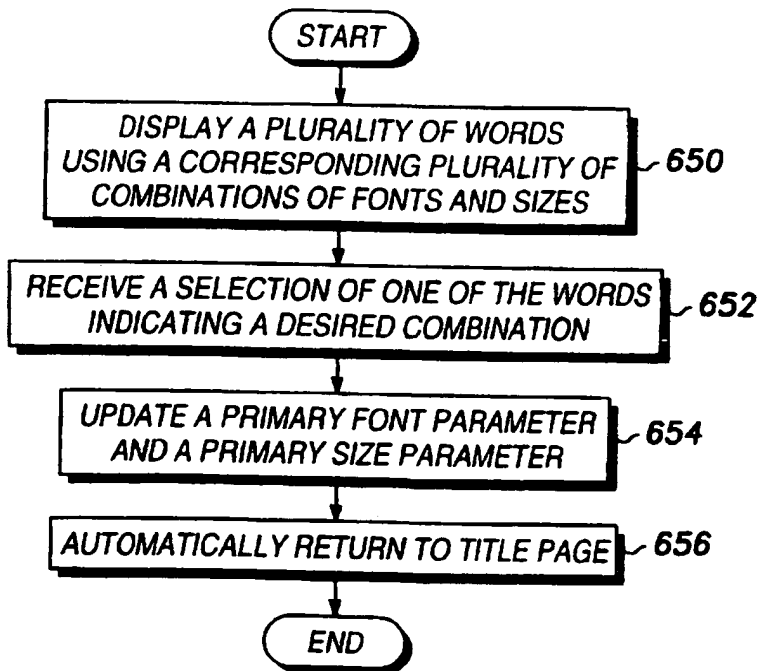 START
DISPLAY A PLURALITY OF WORDS
USING A CORRESPONDING PLURALITY OF
COMBINATIONS OF FONTS AND SIZES
650
RECEIVE A SELECTION OF ONE OF THE WORDS
INDICATING A DESIRED COMBINATION
652
UPDATE A PRIMARY FONT PARAMETER
AND A PRIMARY SIZE PARAMETER
654
AUTOMATICALLY RETURN TO TITLE PAGE
656
END